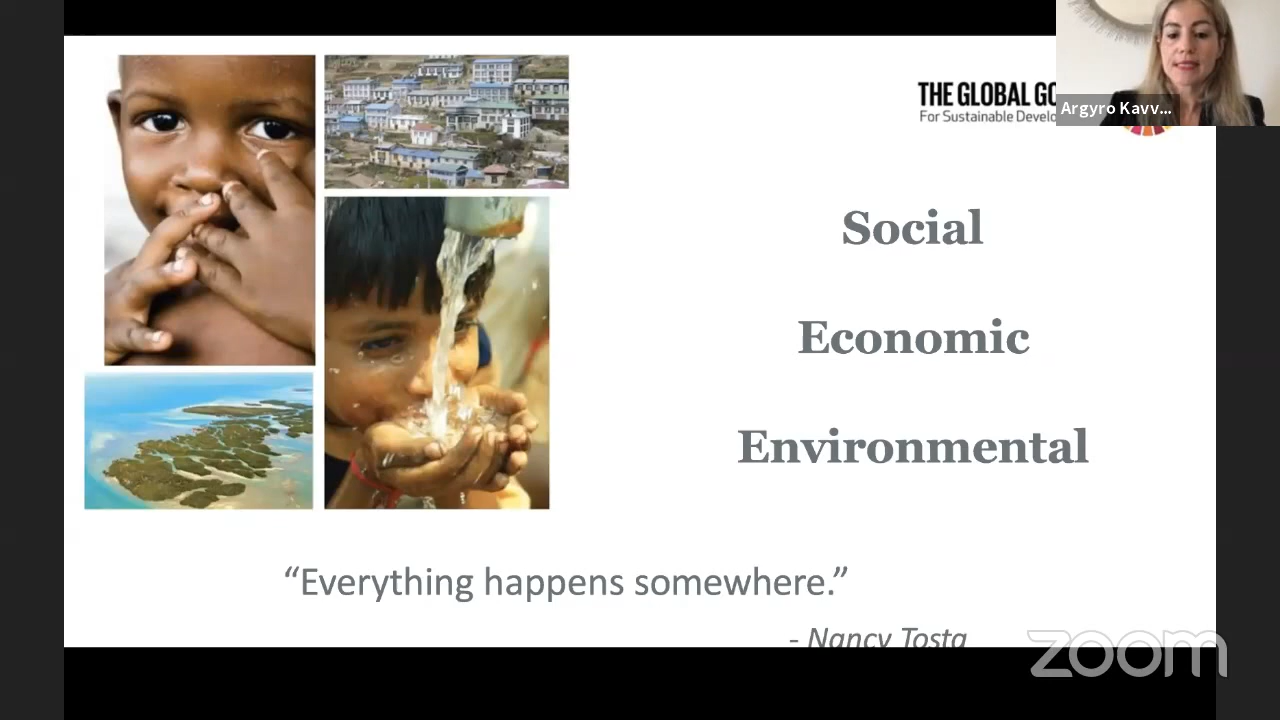 THE GLOBAL GO
For Sustainable Develo
Argyro Kavv...
Social
Economic
Environmental
“Everything happens somewhere.”
- Nancy Tosta
zoom